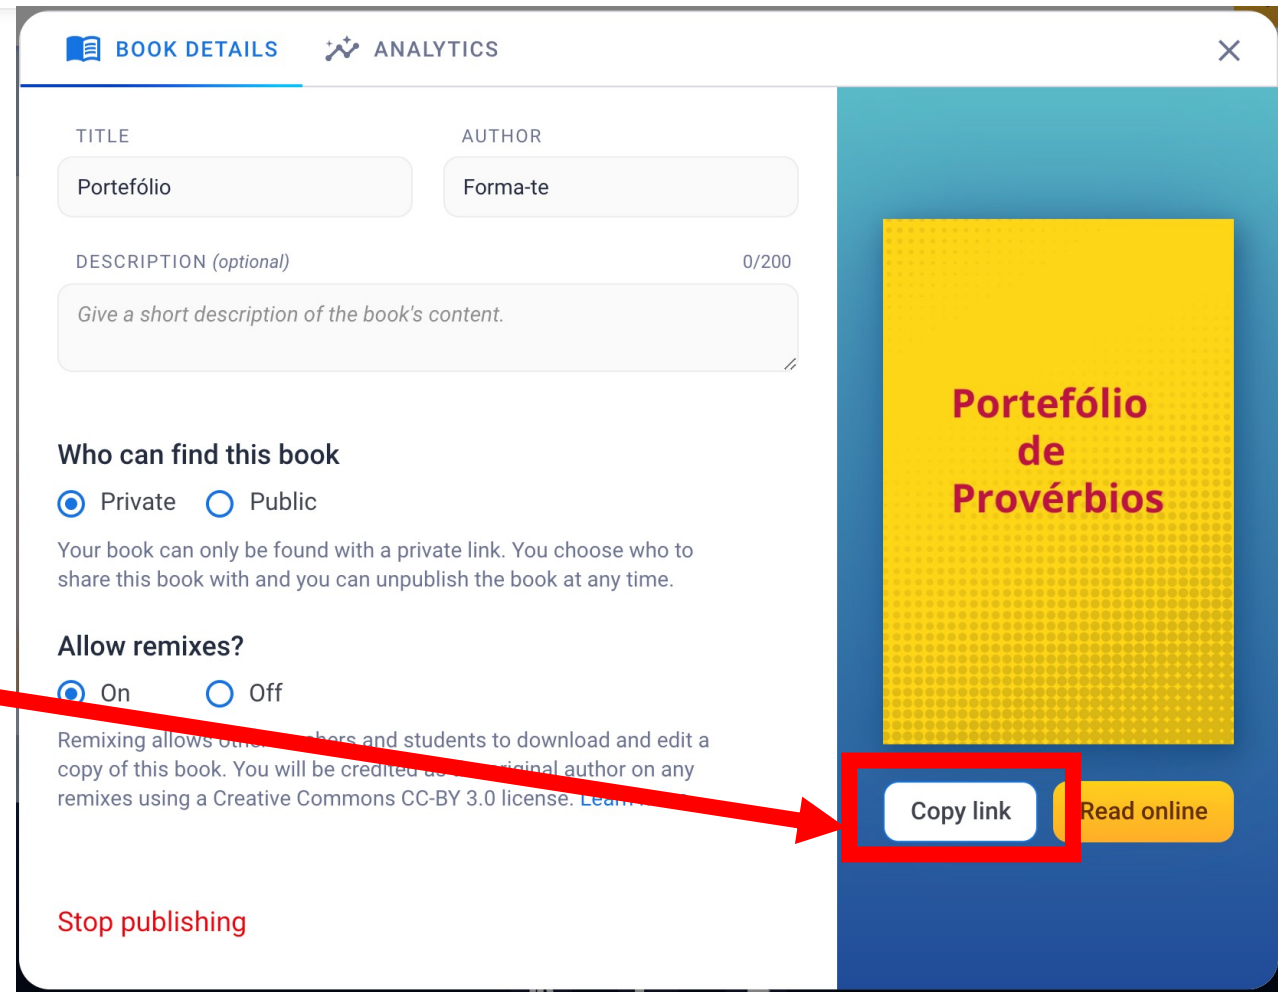 BOOK DETAILS
ANALYTICS
TITLE
AUTHOR
Portefólio
Forma-te
DESCRIPTION (optional)
0/200
Give a short description of the book's content.
Who can find this book
Private
Public
Your book can only be found with a private link. You choose who to
share this book with and you can unpublish the book at any time.
Allow remixes?
On
Off
Remixing allows and students to download and edit a
copy of this book. You will be credited original author on any
remixes using a Creative Commons CC-BY 3.0 license.
Stop publishing
Portefólio
de
Provérbios
Copy link
Read online